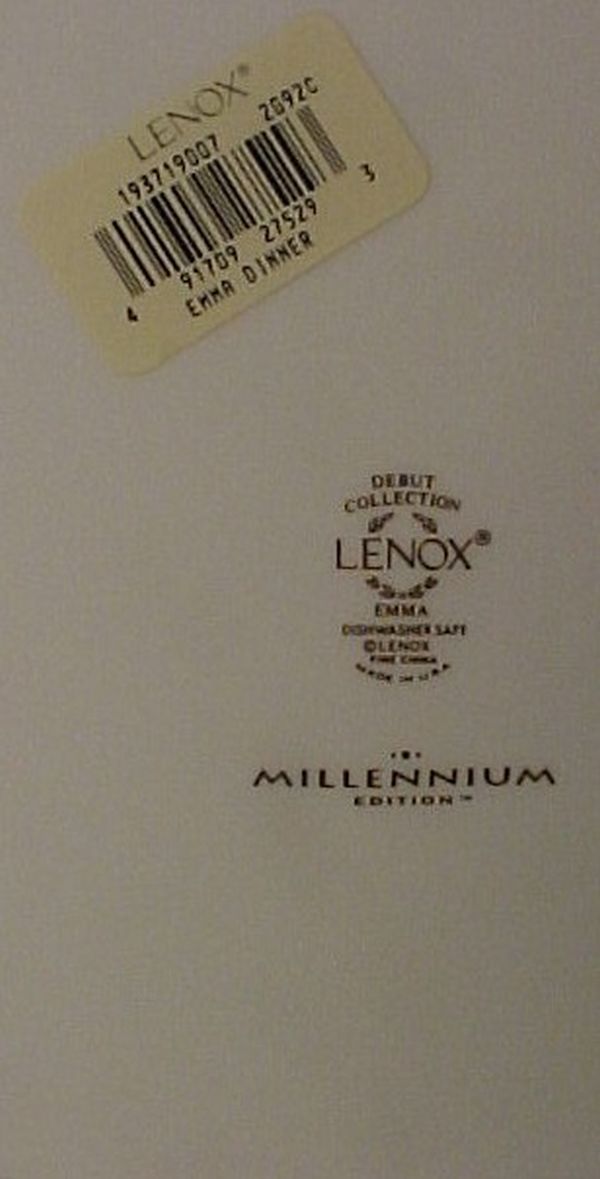 LENOX®
193719007 2092C
4 91709 27529 3
EMMA DINNER
DEBUT
COLLECTION
LENOX®
EMMA
DISHWASHER SAFE
©LENOX
FINE CHINA
MADE IN U.S.A.
MILLENNIUM
EDITION™